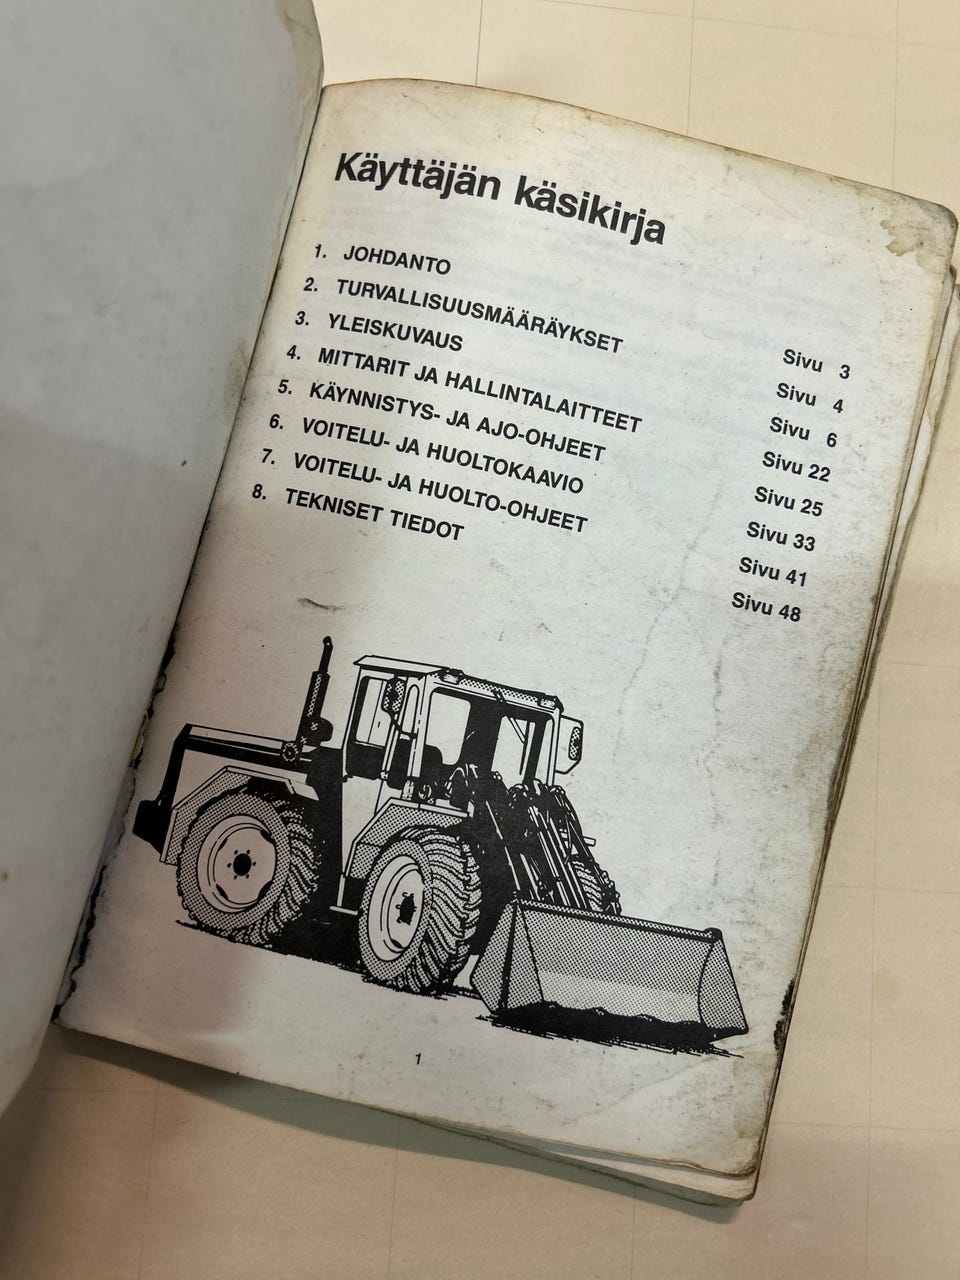 Käyttäjän käsikirja
1. JOHDANTO Sivu 3
2. TURVALLISUUSMÄÄRÄYKSET Sivu 4
3. YLEISKUVAUS Sivu 6
4. MITTARIT JA HALLINTALAITTEET Sivu 22
5. KÄYNNISTYS- JA AJO-OHJEET Sivu 25
6. VOITELU- JA HUOLTOKAAVIO Sivu 33
7. VOITELU- JA HUOLTO-OHJEET Sivu 41
8. TEKNISET TIEDOT Sivu 48
1